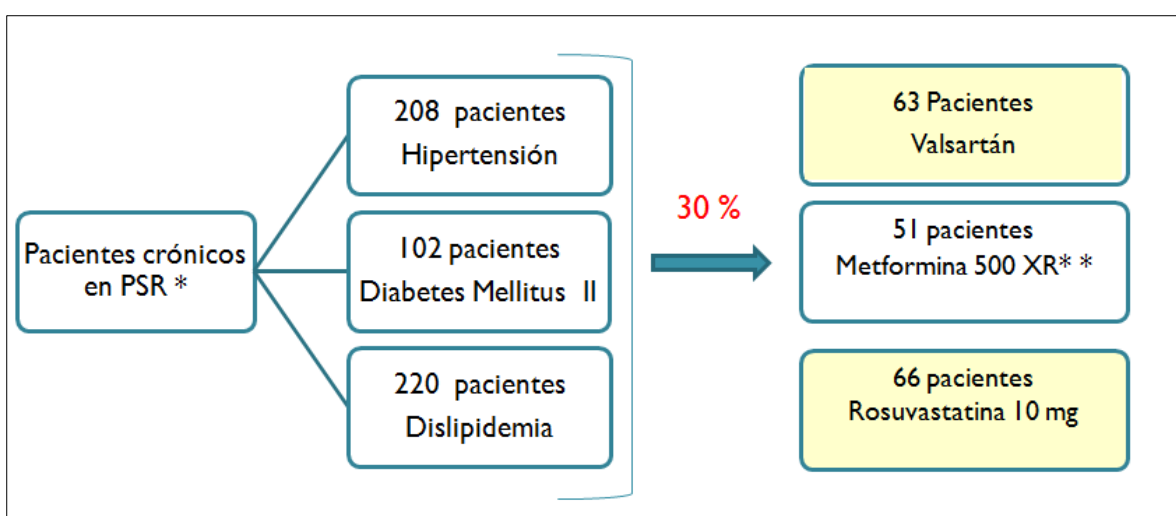 Pacientes crónicos
en PSR *
208 pacientes
Hipertensión
102 pacientes
Diabetes Mellitus II
220 pacientes
Dislipidemia
30 %
63 Pacientes
Valsartán
51 pacientes
Metformina 500 XR* *
66 pacientes
Rosuvastatina 10 mg